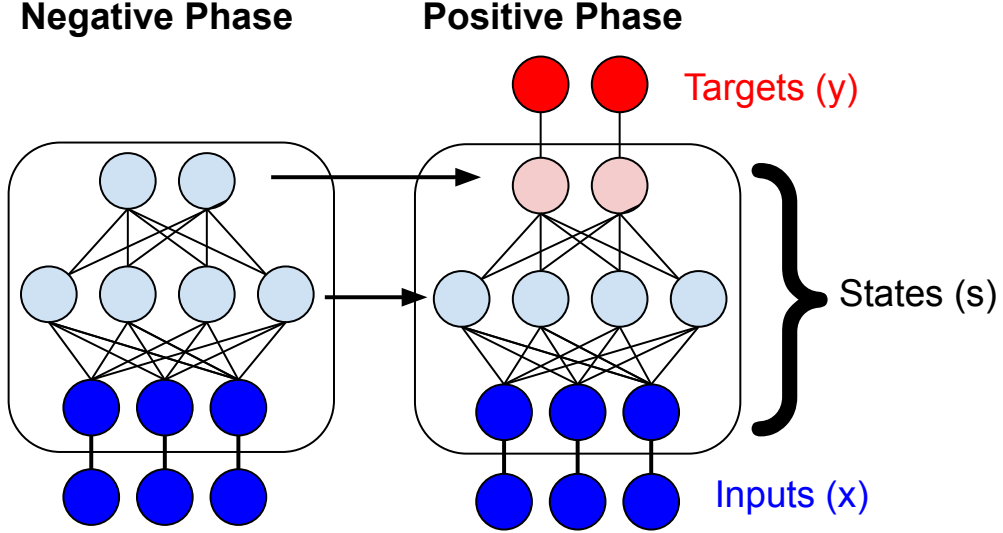 Negative Phase
Positive Phase
Targets (y)
States (s)
Inputs (x)